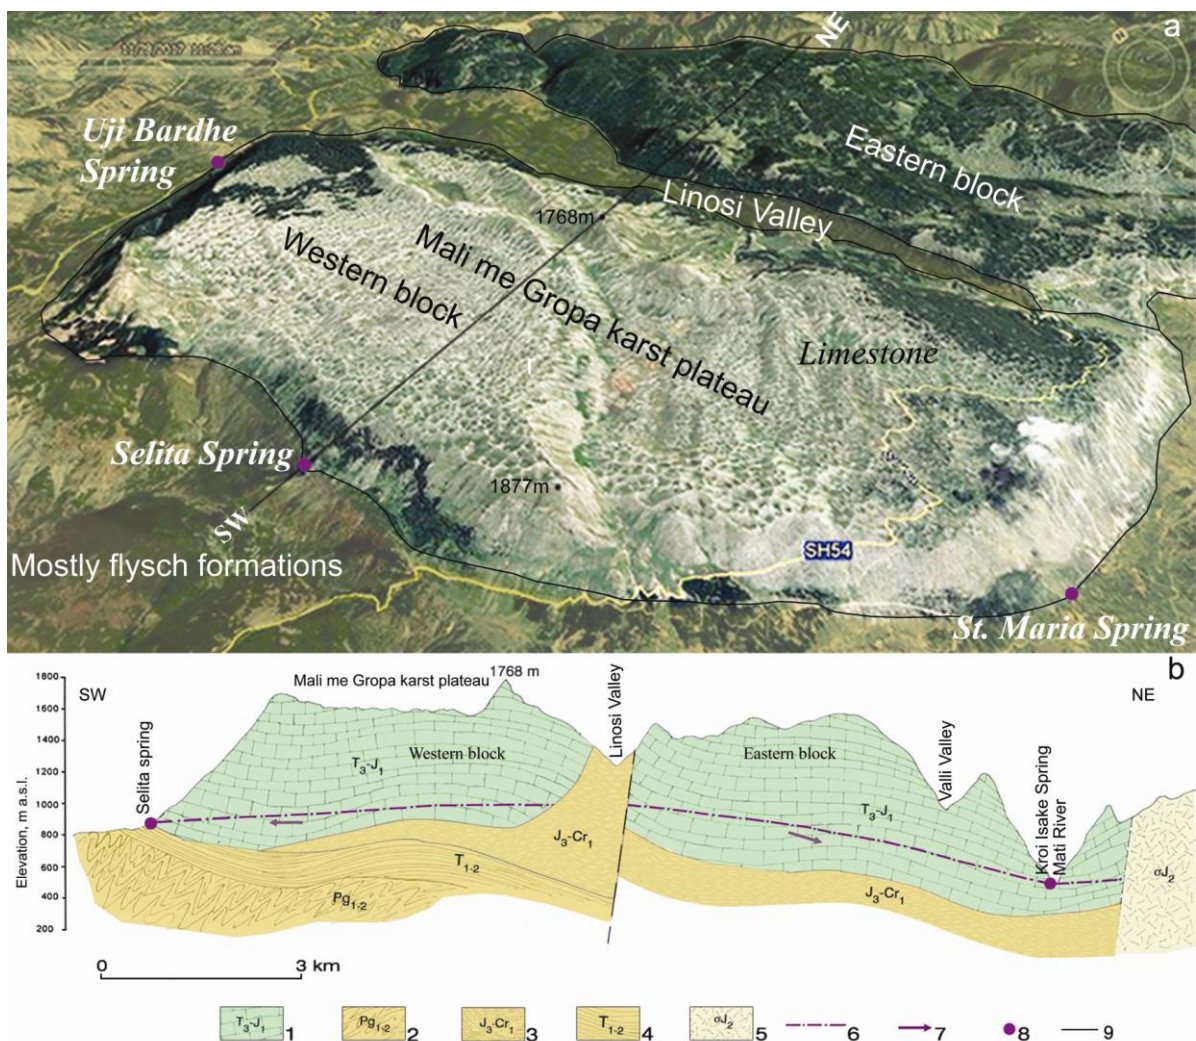 a
NE
Uji Bardhe
Spring
Eastern block
Linosi Valley
1768m
Mali me Gropa karst plateau
Western block
Limestone
Selita Spring
1877m
SW
SH54
Mostly flysch formations
St. Maria Spring
b
1800
1600
1400
1200
1000
800
600
400
200
Elevation, m a.s.l.
SW
Mali me Gropa karst plateau
1768 m
NE
Selita spring
Linosi Valley
Valli Valley
Kroi Isake Spring
Mati River
Western block
Eastern block
T3-J1
T3-J1
J3-Cr1
T1-2
Pg1-2
J3-Cr1
σJ2
0 3 km
T3-J1 1
Pg1-2 2
J3-Cr1 3
T1-2 4
σJ2 5
6
7
8
9